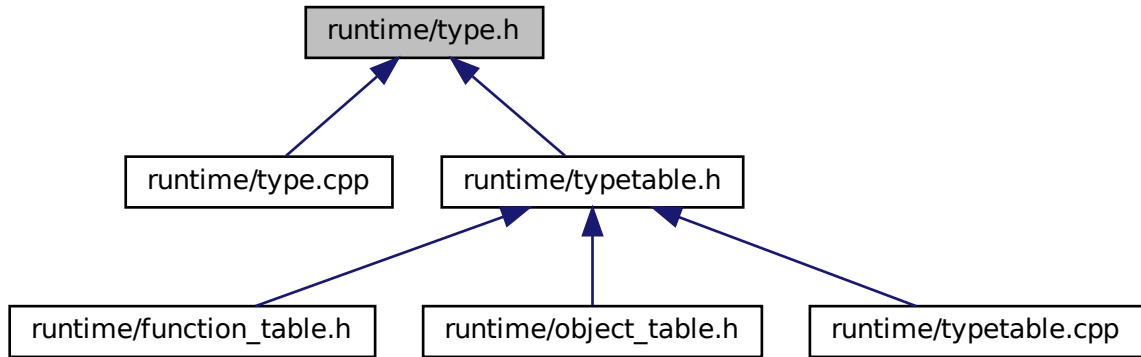 runtime/type.h
runtime/type.cpp
runtime/typetable.h
runtime/function_table.h
runtime/object_table.h
runtime/typetable.cpp